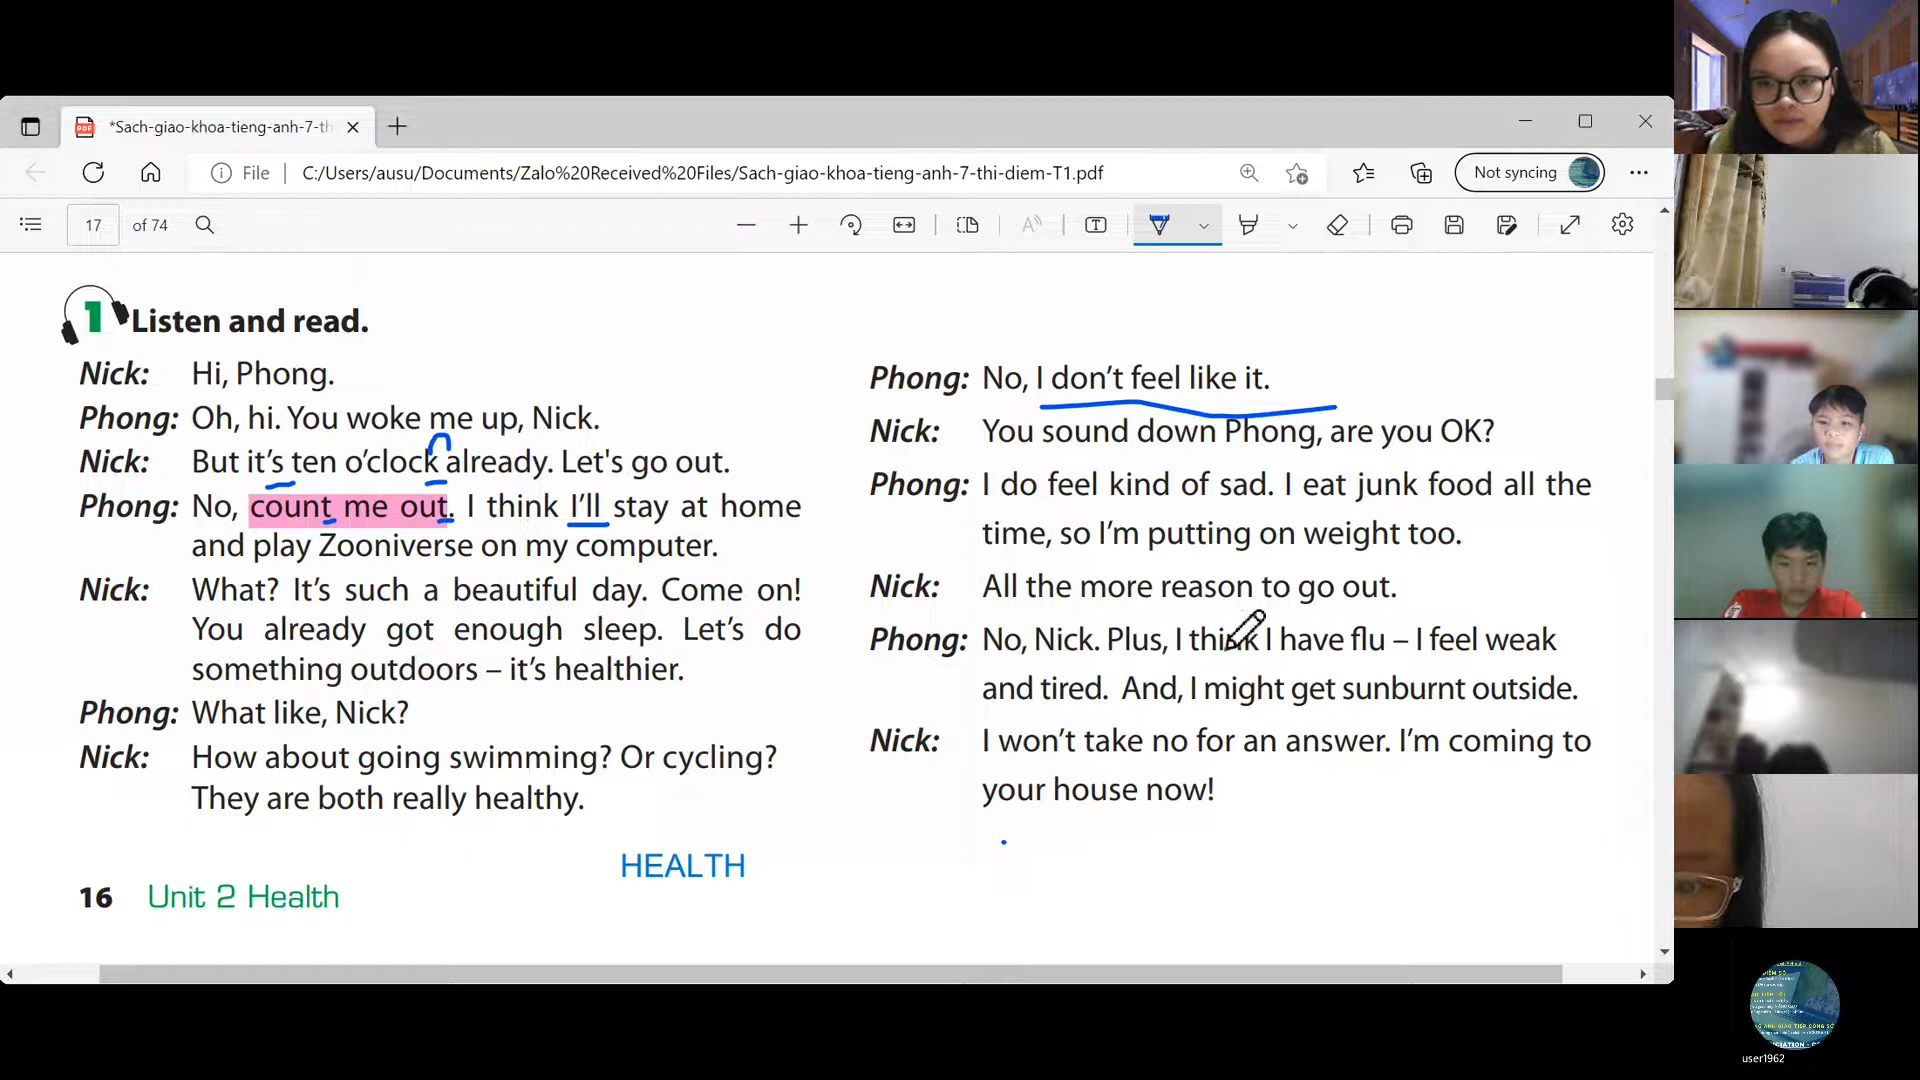 *Sach-giao-khoa-tieng-anh-7-th
File
C:/Users/ausu/Documents/Zalo%20Received%20Files/Sach-giao-khoa-tieng-anh-7-thi-diem-T1.pdf
Not syncing
17 of 74
1 Listen and read.
Nick: Hi, Phong.
Phong: Oh, hi. You woke me up, Nick.
Nick: But it’s ten o’clock already. Let's go out.
Phong: No, count me out. I think I’ll stay at home
and play Zooniverse on my computer.
Nick: What? It’s such a beautiful day. Come on!
You already got enough sleep. Let’s do
something outdoors – it’s healthier.
Phong: What like, Nick?
Nick: How about going swimming? Or cycling?
They are both really healthy.
Phong: No, I don’t feel like it.
Nick: You sound down Phong, are you OK?
Phong: I do feel kind of sad. I eat junk food all the
time, so I’m putting on weight too.
Nick: All the more reason to go out.
Phong: No, Nick. Plus, I think I have flu – I feel weak
and tired. And, I might get sunburnt outside.
Nick: I won’t take no for an answer. I’m coming to
your house now!
HEALTH
16 Unit 2 Health
user1962